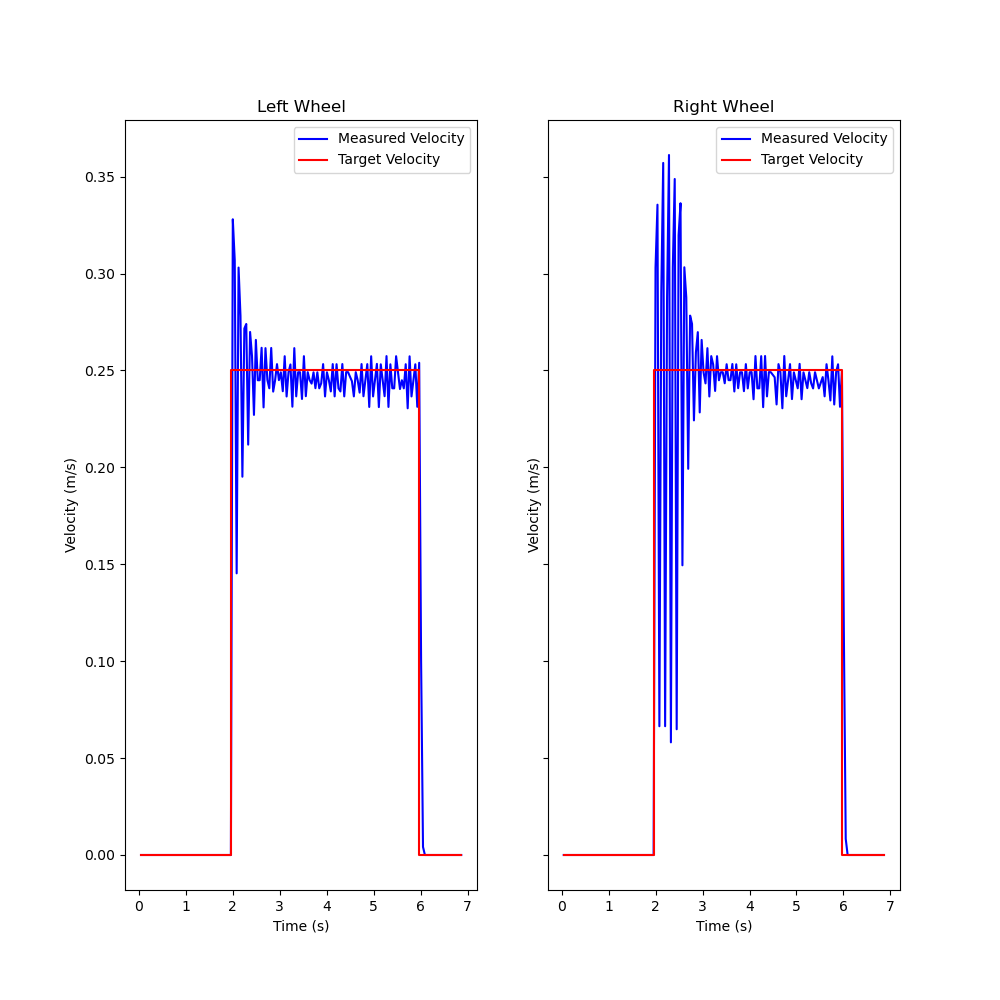 Left Wheel
Measured Velocity
Target Velocity
0.35
0.30
0.25
0.20
0.15
0.10
0.05
0.00
Velocity (m/s)
0 1 2 3 4 5 6 7
Time (s)
Right Wheel
Measured Velocity
Target Velocity
Velocity (m/s)
0 1 2 3 4 5 6 7
Time (s)